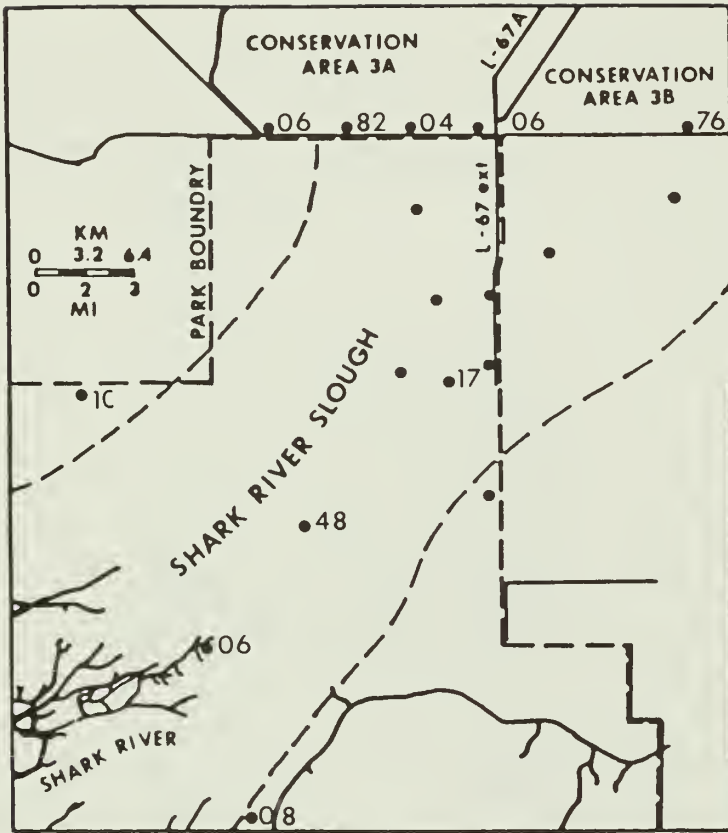 CONSERVATION
AREA 3A
L-67A
CONSERVATION
AREA 3B
06
82
04
06
76
PARK BOUNDRY
L-67 ext
KM
0 3.2 6.4
0 2 3
MI
17
1C
SHARK RIVER SLOUGH
48
06
SHARK RIVER
08